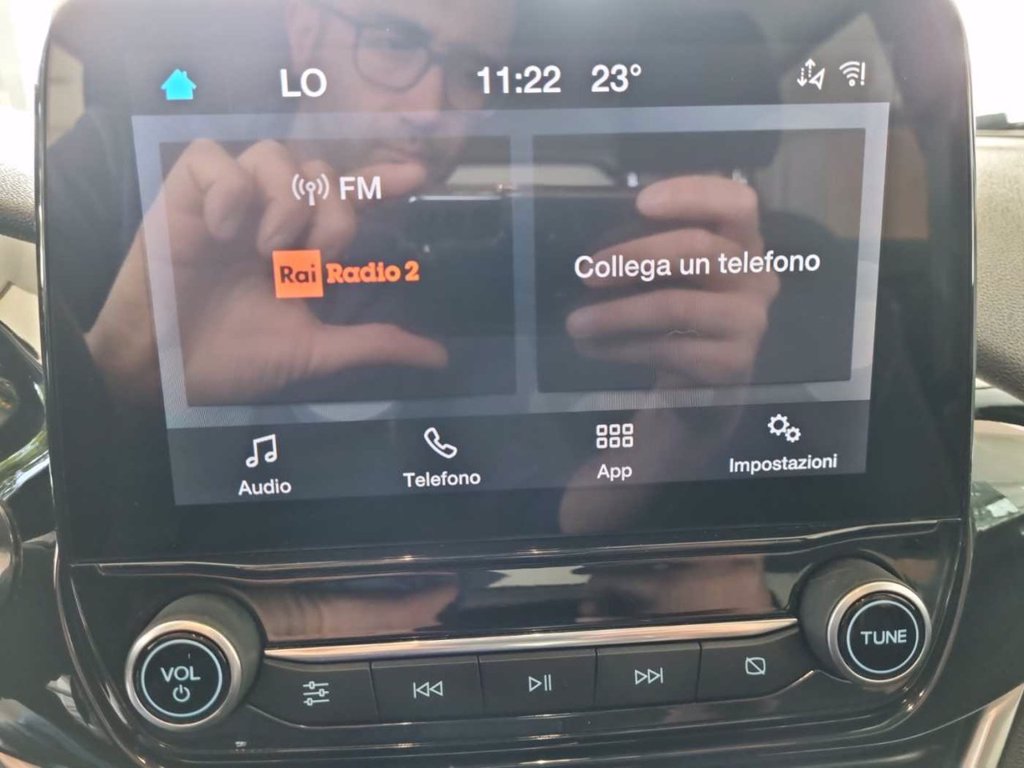 LO 11:22 23°
FM
Rai Radio 2
Collega un telefono
Audio Telefono App Impostazioni
VOL
TUNE